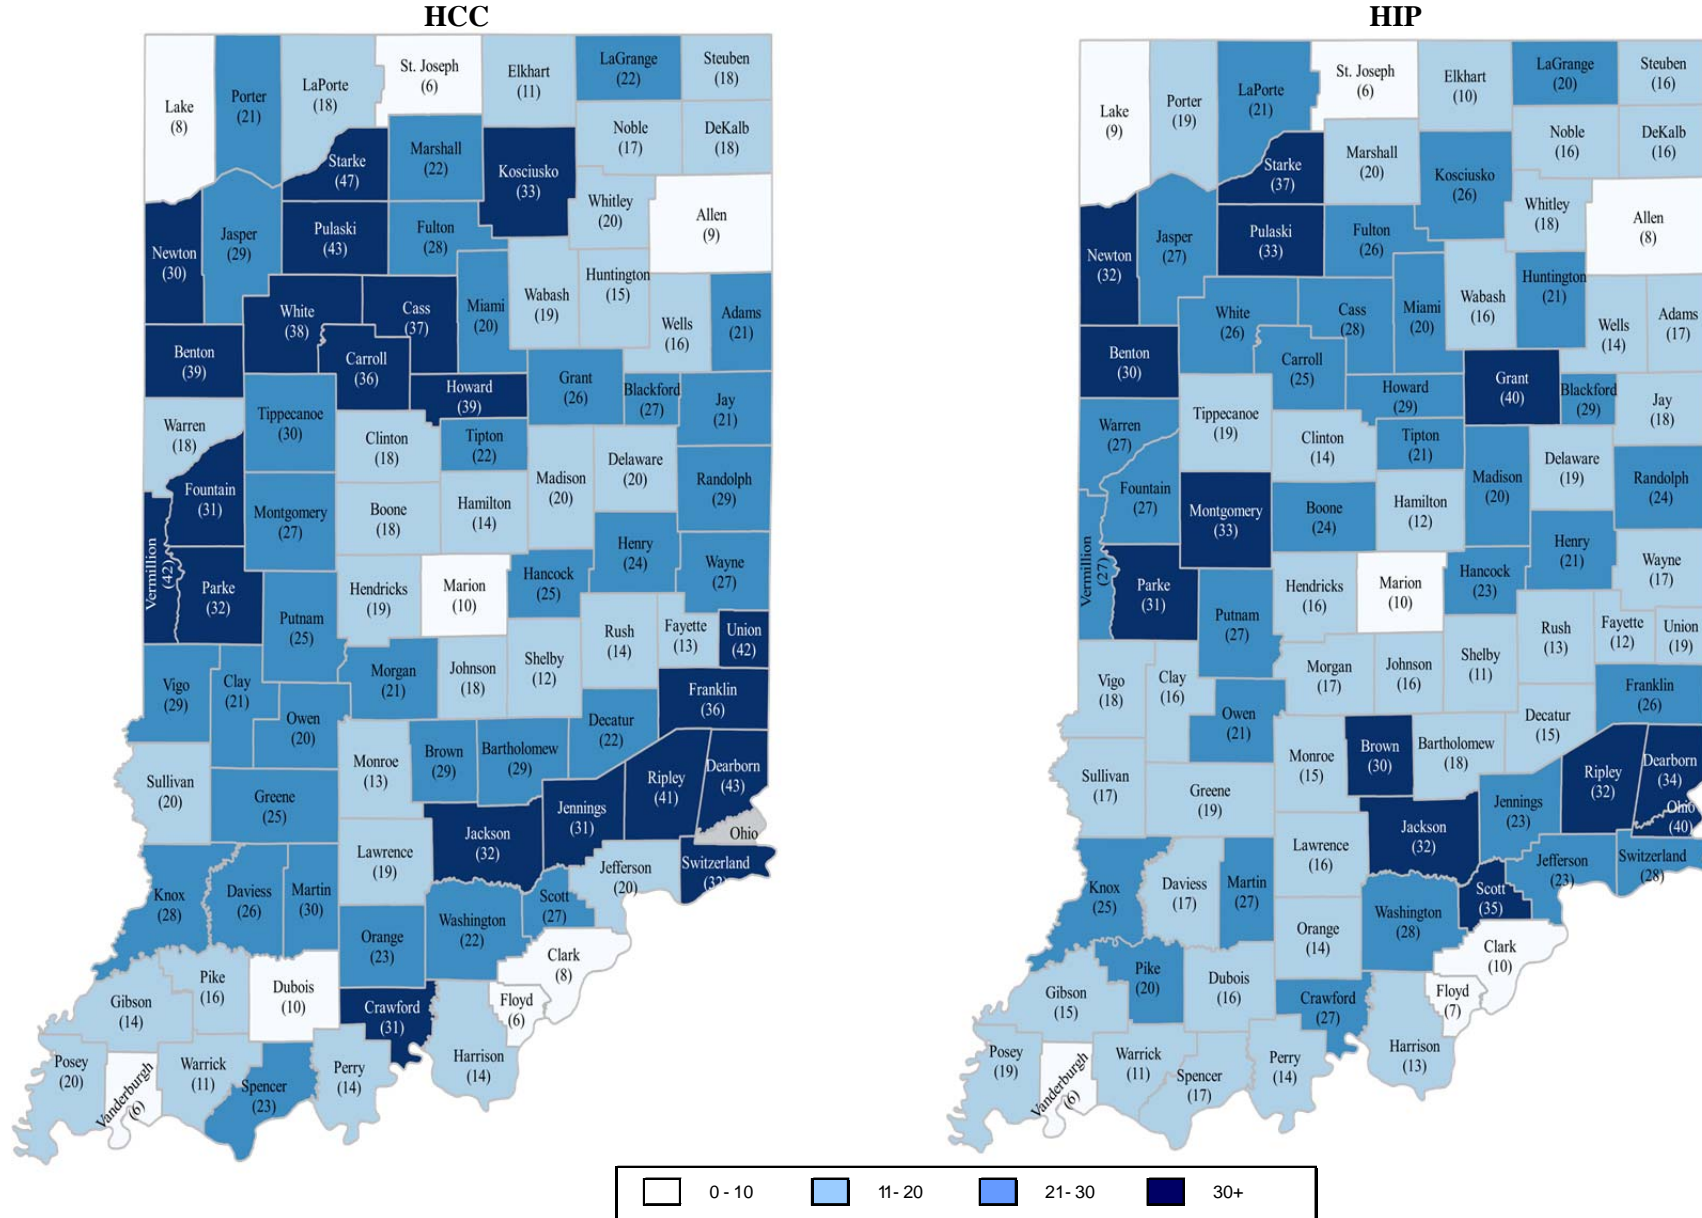 HCC
HIP
Lake
(8)
Porter
(21)
LaPorte
(18)
St. Joseph
(6)
Elkhart
(11)
LaGrange
(22)
Steuben
(18)
Noble
(17)
DeKalb
(18)
Starke
(47)
Marshall
(22)
Kosciusko
(33)
Whitley
(20)
Allen
(9)
Newton
(30)
Jasper
(29)
Pulaski
(43)
Fulton
(28)
Miami
(20)
Wabash
(19)
Huntington
(15)
Wells
(16)
Adams
(21)
White
(38)
Cass
(37)
Carroll
(36)
Benton
(39)
Howard
(39)
Grant
(26)
Blackford
(27)
Jay
(21)
Warren
(18)
Tippecanoe
(30)
Clinton
(18)
Tipton
(22)
Madison
(20)
Delaware
(20)
Randolph
(29)
Fountain
(31)
Montgomery
(27)
Boone
(18)
Hamilton
(14)
Henry
(24)
Wayne
(27)
Vermillion
(42)
Parke
(32)
Putnam
(25)
Hendricks
(19)
Marion
(10)
Hancock
(25)
Rush
(14)
Fayette
(13)
Union
(42)
Vigo
(29)
Clay
(21)
Owen
(20)
Morgan
(21)
Johnson
(18)
Shelby
(12)
Decatur
(22)
Franklin
(36)
Sullivan
(20)
Greene
(25)
Monroe
(13)
Brown
(29)
Bartholomew
(29)
Jennings
(31)
Ripley
(41)
Dearborn
(43)
Ohio
Switzerland
(32)
Knox
(28)
Daviess
(26)
Martin
(30)
Lawrence
(19)
Jackson
(32)
Jefferson
(20)
Scott
(27)
Washington
(22)
Orange
(23)
Clark
(8)
Floyd
(6)
Gibson
(14)
Pike
(16)
Dubois
(10)
Crawford
(31)
Harrison
(14)
Posey
(20)
Vanderburgh
(6)
Warrick
(11)
Spencer
(23)
Perry
(14)
Lake
(9)
Porter
(19)
LaPorte
(21)
St. Joseph
(6)
Elkhart
(10)
LaGrange
(20)
Steuben
(16)
Noble
(16)
DeKalb
(16)
Starke
(37)
Marshall
(20)
Kosciusko
(26)
Whitley
(18)
Allen
(8)
Newton
(32)
Jasper
(27)
Pulaski
(33)
Fulton
(26)
Miami
(20)
Wabash
(16)
Huntington
(21)
Wells
(14)
Adams
(17)
White
(26)
Cass
(28)
Carroll
(25)
Benton
(30)
Howard
(29)
Grant
(40)
Blackford
(29)
Jay
(18)
Warren
(27)
Tippecanoe
(19)
Clinton
(14)
Tipton
(21)
Madison
(20)
Delaware
(19)
Randolph
(24)
Fountain
(27)
Montgomery
(33)
Boone
(24)
Hamilton
(12)
Henry
(21)
Wayne
(17)
Vermillion
(27)
Parke
(31)
Putnam
(27)
Hendricks
(16)
Marion
(10)
Hancock
(23)
Rush
(13)
Fayette
(12)
Union
(19)
Vigo
(18)
Clay
(16)
Owen
(21)
Morgan
(17)
Johnson
(16)
Shelby
(11)
Decatur
(15)
Franklin
(26)
Sullivan
(17)
Greene
(19)
Monroe
(15)
Brown
(30)
Bartholomew
(18)
Jennings
(23)
Ripley
(32)
Dearborn
(34)
Ohio
(40)
Switzerland
(28)
Knox
(25)
Daviess
(17)
Martin
(27)
Lawrence
(16)
Jackson
(32)
Jefferson
(23)
Scott
(35)
Washington
(28)
Orange
(14)
Clark
(10)
Floyd
(7)
Gibson
(15)
Pike
(20)
Dubois
(16)
Crawford
(27)
Harrison
(13)
Posey
(19)
Vanderburgh
(6)
Warrick
(11)
Spencer
(17)
Perry
(14)
0 - 10
11- 20
21- 30
30+